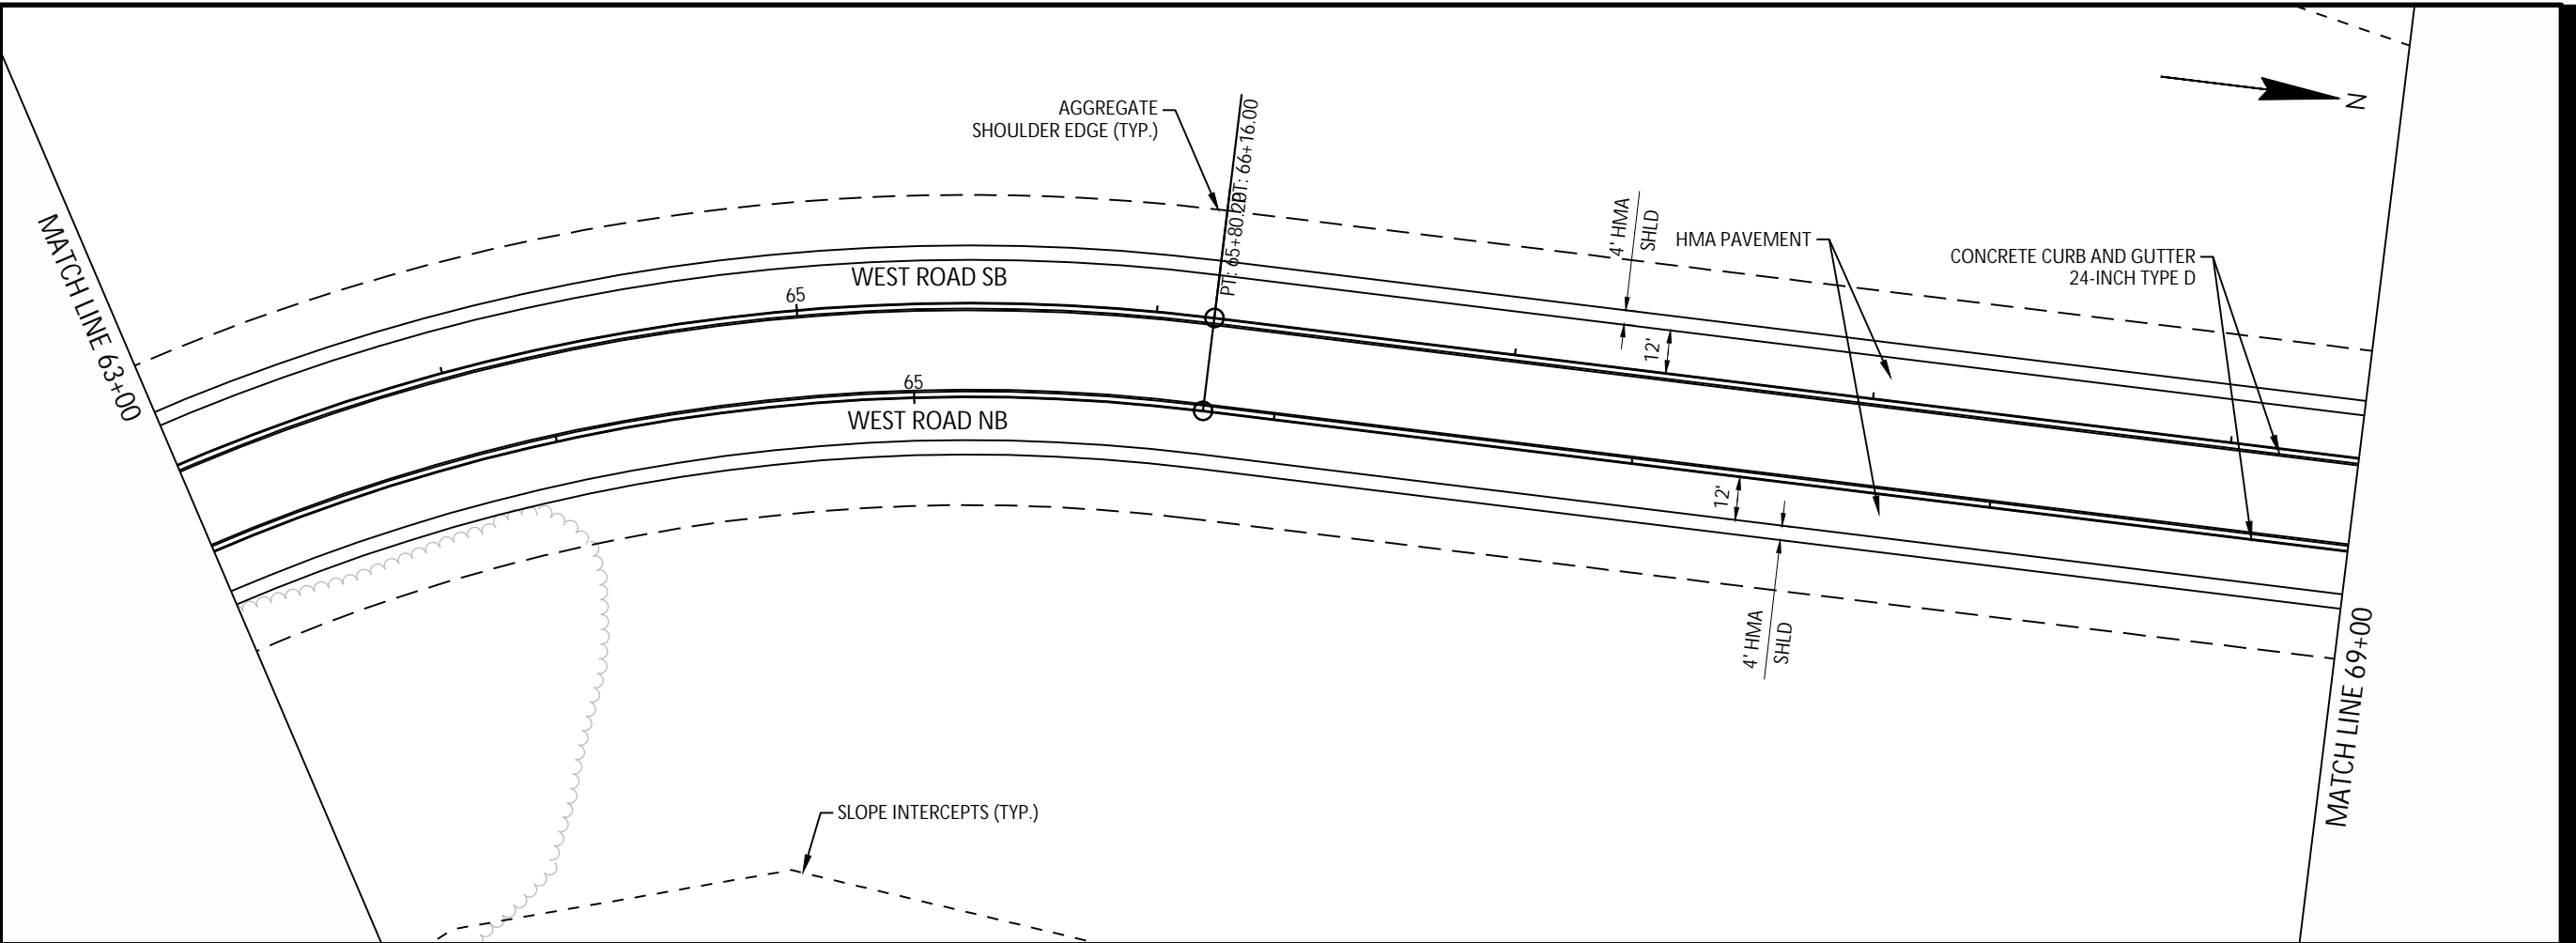 AGGREGATE
SHOULDER EDGE (TYP.)
PT: 65+80.20
PT: 66+16.00
N
MATCH LINE 63+00
4' HMA
SHLD
HMA PAVEMENT
CONCRETE CURB AND GUTTER
24-INCH TYPE D
WEST ROAD SB
65
12'
65
WEST ROAD NB
12'
4' HMA
SHLD
MATCH LINE 69+00
SLOPE INTERCEPTS (TYP.)